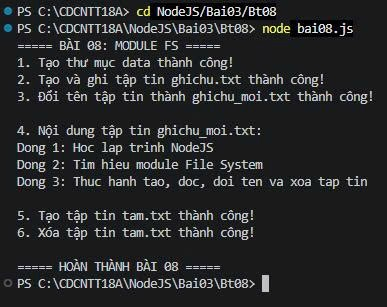 PS C:\CDCNTT18A> cd NodeJS/Bai03/Bt08
PS C:\CDCNTT18A\NodeJS\Bai03\Bt08> node bai08.js
===== BÀI 08: MODULE FS =====
1. Tạo thư mục data thành công!
2. Tạo và ghi tập tin ghichu.txt thành công!
3. Đổi tên tập tin thành ghichu_moi.txt thành công!
4. Nội dung tập tin ghichu_moi.txt:
Dong 1: Hoc lap trinh NodeJS
Dong 2: Tim hieu module File System
Dong 3: Thuc hanh tao, doc, doi ten va xoa tap tin
5. Tạo tập tin tam.txt thành công!
6. Xóa tập tin tam.txt thành công!
===== HOÀN THÀNH BÀI 08 =====
PS C:\CDCNTT18A\NodeJS\Bai03\Bt08>